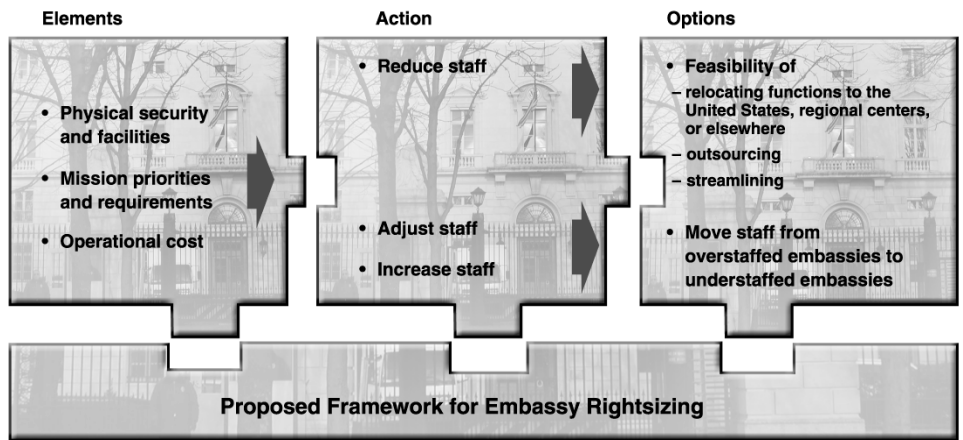 Elements
• Physical security
and facilities
• Mission priorities
and requirements
• Operational cost
Action
• Reduce staff
• Adjust staff
• Increase staff
Options
• Feasibility of
– relocating functions to the
United States, regional centers,
or elsewhere
– outsourcing
– streamlining
• Move staff from
overstaffed embassies to
understaffed embassies
Proposed Framework for Embassy Rightsizing